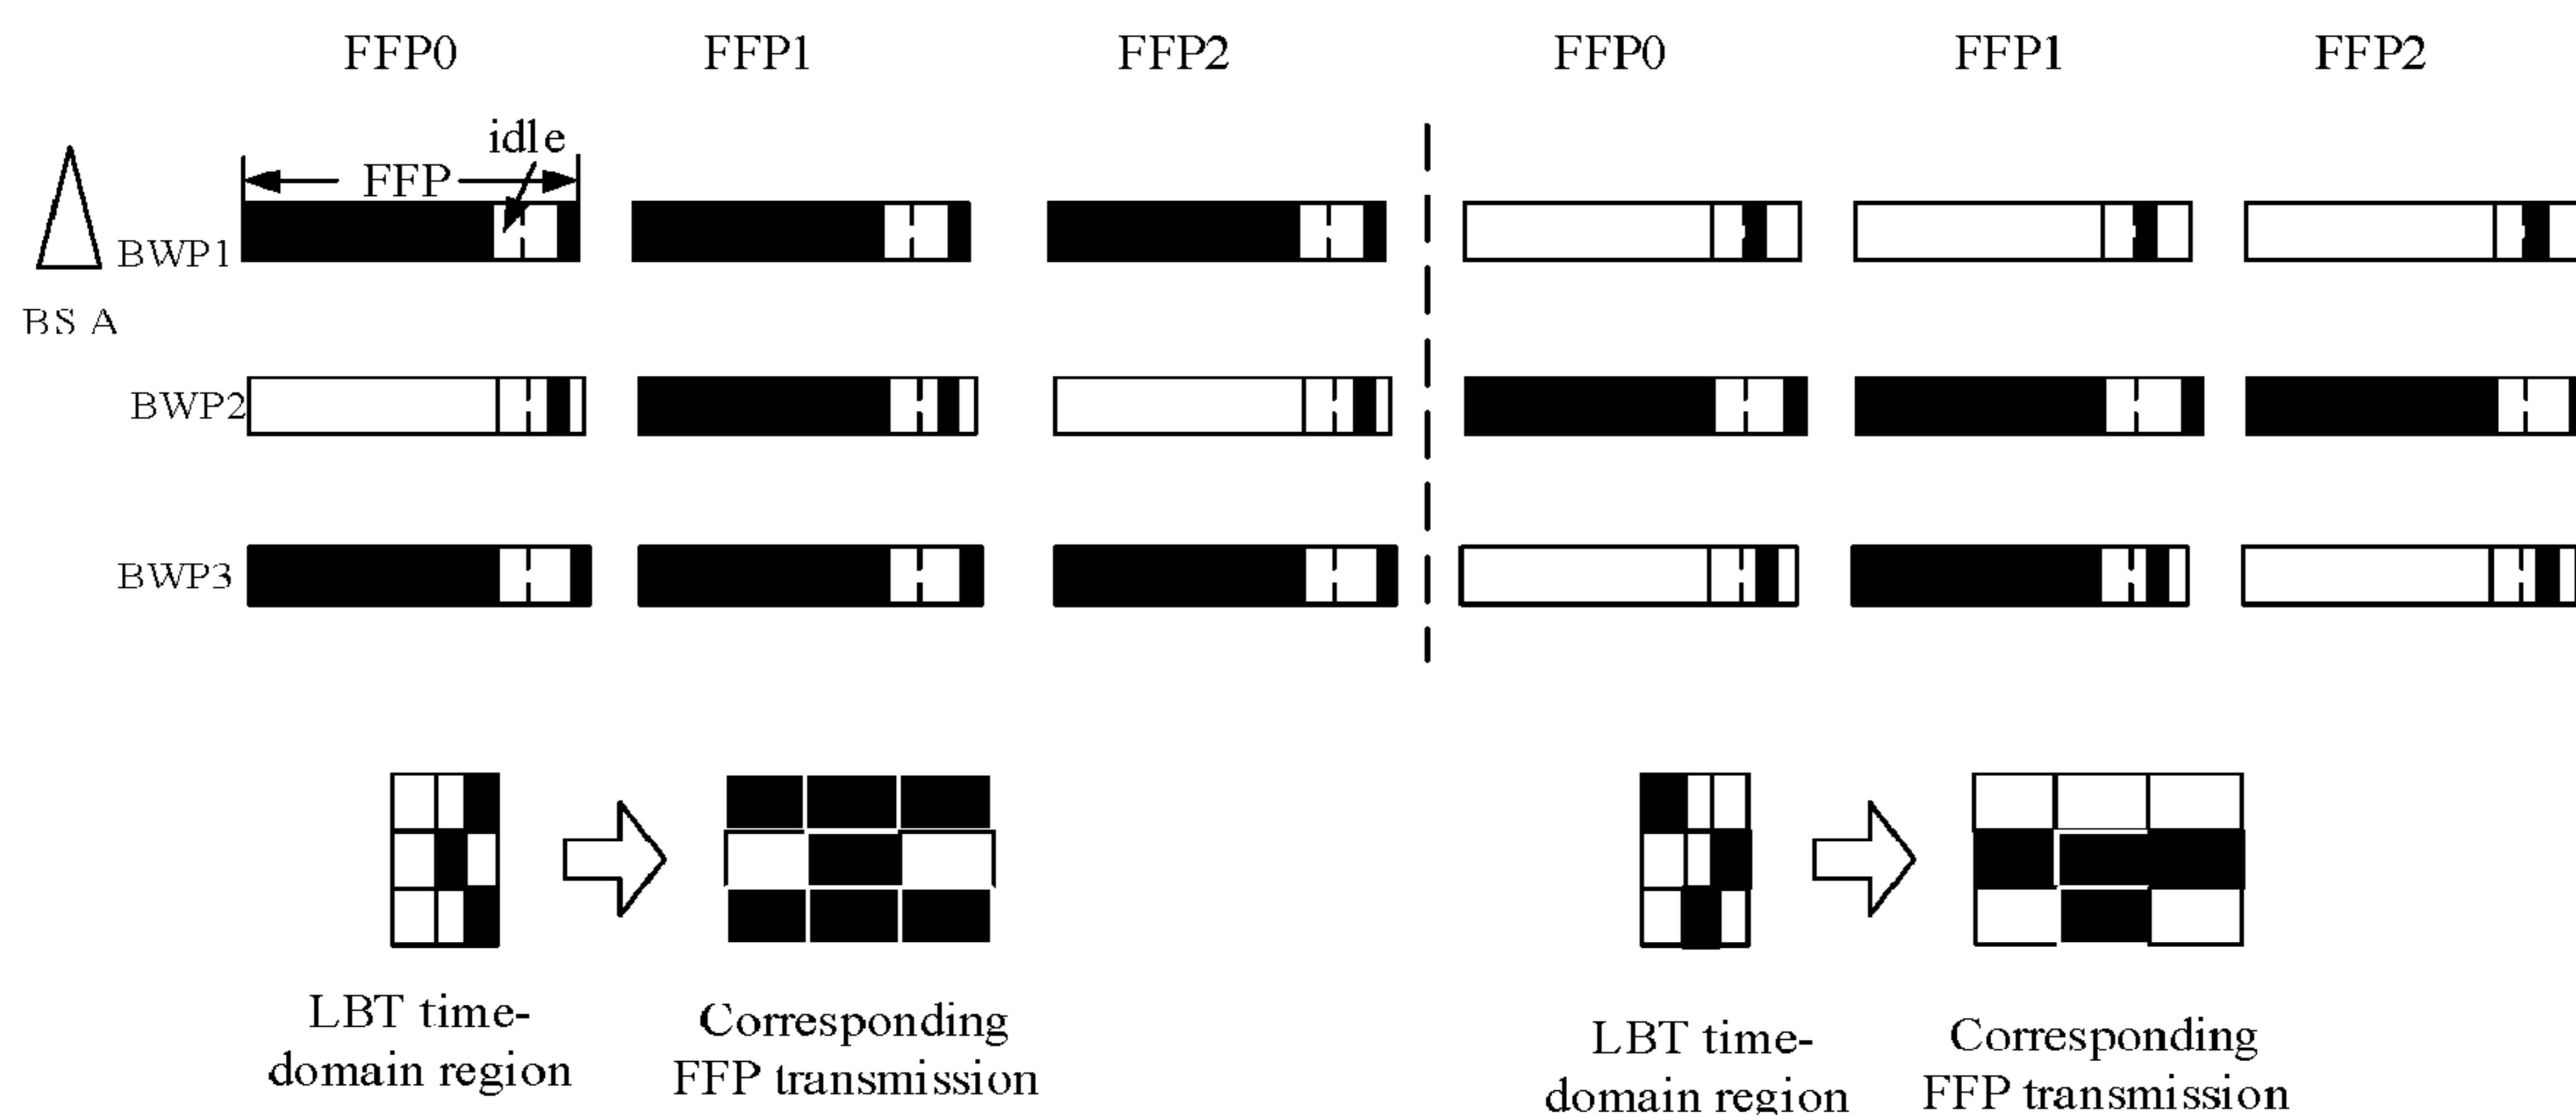 FFP0 FFP1 FFP2 FFP0 FFP1 FFP2
idle
FFP
BWP1
BS A
BWP2
BWP3
LBT time-
domain region
Corresponding
FFP transmission
LBT time-
domain region
Corresponding
FFP transmission